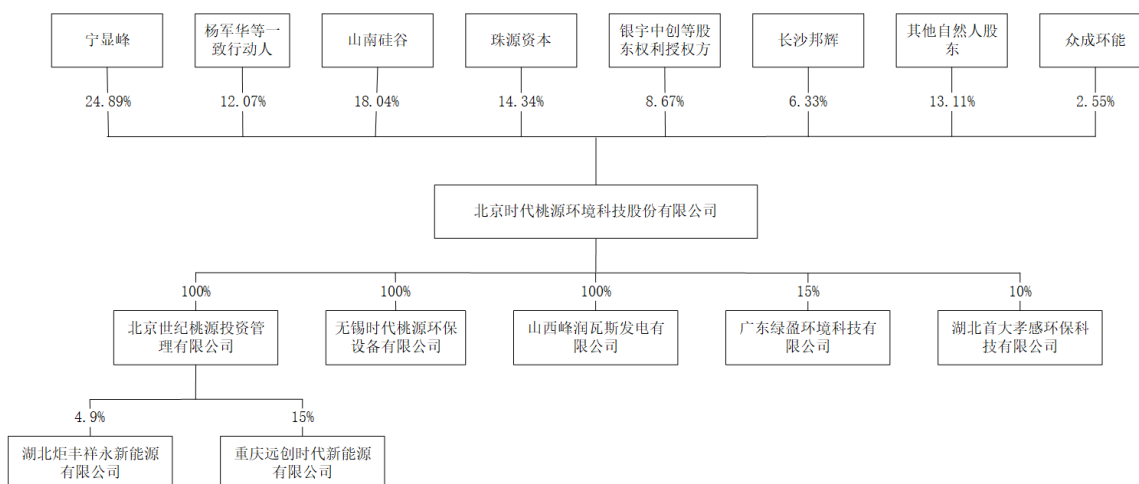 宁显峰
杨军华等一
致行动人
山南硅谷
珠源资本
银宇中创等股
东权利授权方
长沙邦辉
其他自然人股
东
众成环能
24.89%
12.07%
18.04%
14.34%
8.67%
6.33%
13.11%
2.55%
北京时代桃源环境科技股份有限公司
100%
100%
100%
15%
10%
北京世纪桃源投资管
理有限公司
无锡时代桃源环保
设备有限公司
山西峰润瓦斯发电有
限公司
广东绿盈环境科技有
限公司
湖北首大孝感环保科
技有限公司
4.9%
15%
湖北炬丰祥永新能源
有限公司
重庆远创时代新能源
有限公司